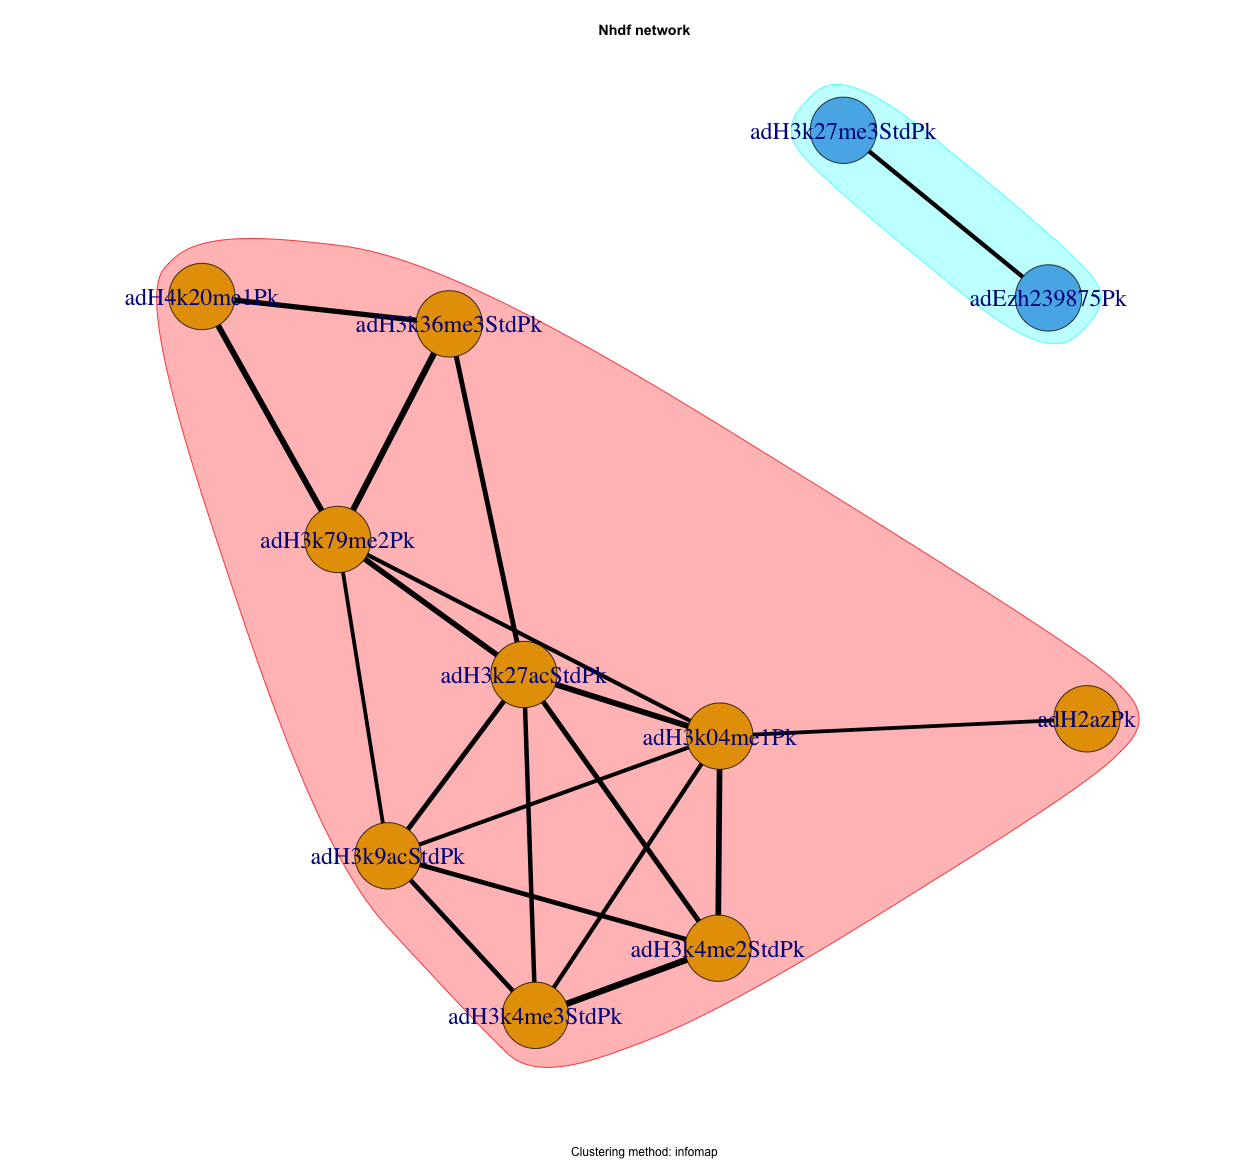 Nhdf network
adH3k27me3StdPk
adEzh239875Pk
adH4k20me1Pk
adH3k36me3StdPk
adH3k79me2Pk
adH3k27acStdPk
adH3k04me1Pk
adH2azPk
adH3k9acStdPk
adH3k4me2StdPk
adH3k4me3StdPk
Clustering method: infomap